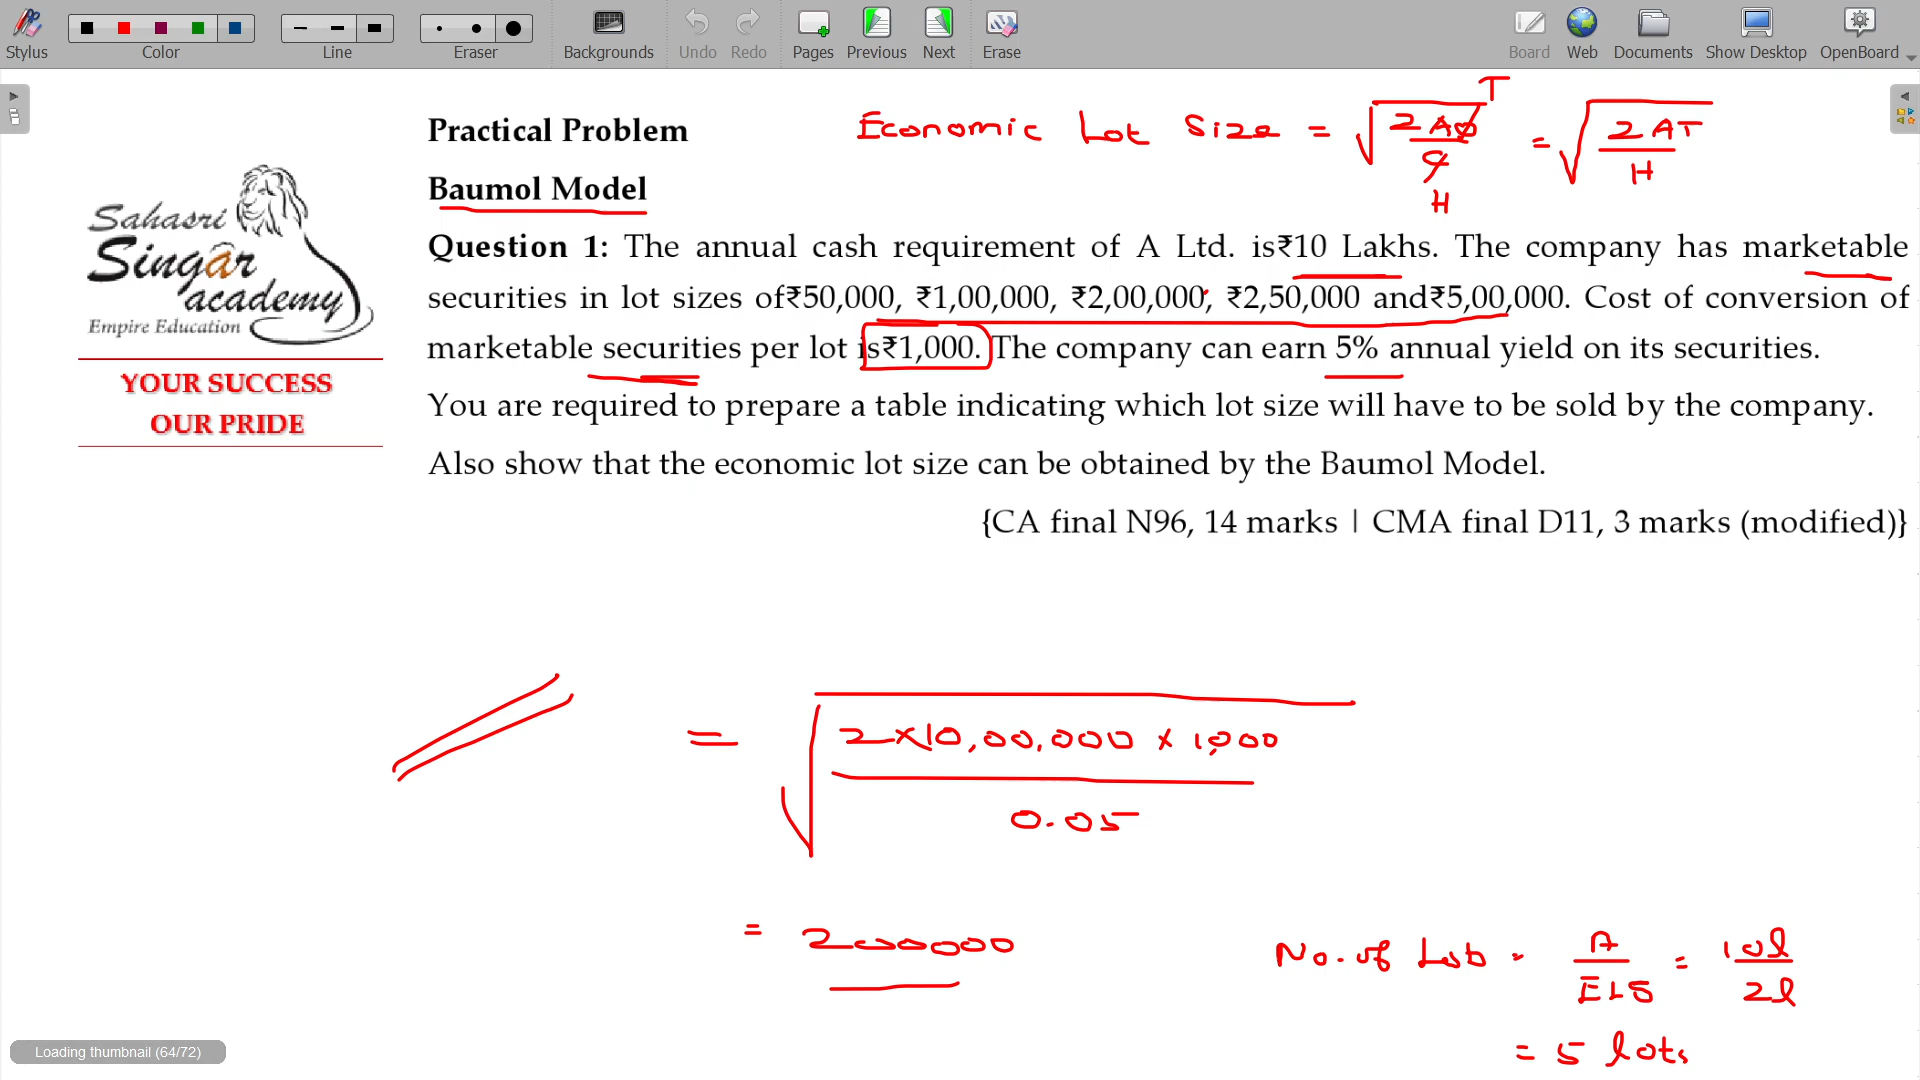 Stylus Color Line Eraser Backgrounds Undo Redo Pages Previous Next Erase Board Web Documents Show Desktop OpenBoard
Practical Problem
Economic Lot Size = √ 2AO T / C H = √ 2AT / H
Baumol Model
Sahasri
Singar
academy
Empire Education
YOUR SUCCESS
OUR PRIDE
Question 1: The annual cash requirement of A Ltd. is₹10 Lakhs. The company has marketable
securities in lot sizes of₹50,000, ₹1,00,000, ₹2,00,000, ₹2,50,000 and₹5,00,000. Cost of conversion of
marketable securities per lot is₹1,000. The company can earn 5% annual yield on its securities.
You are required to prepare a table indicating which lot size will have to be sold by the company.
Also show that the economic lot size can be obtained by the Baumol Model.
{CA final N96, 14 marks | CMA final D11, 3 marks (modified)}
= √ 2×10,00,000 × 1,000
0.05
= 200000
No. of Lots = A / ELS = 10l / 2l
= 5 lots
Loading thumbnail (64/72)